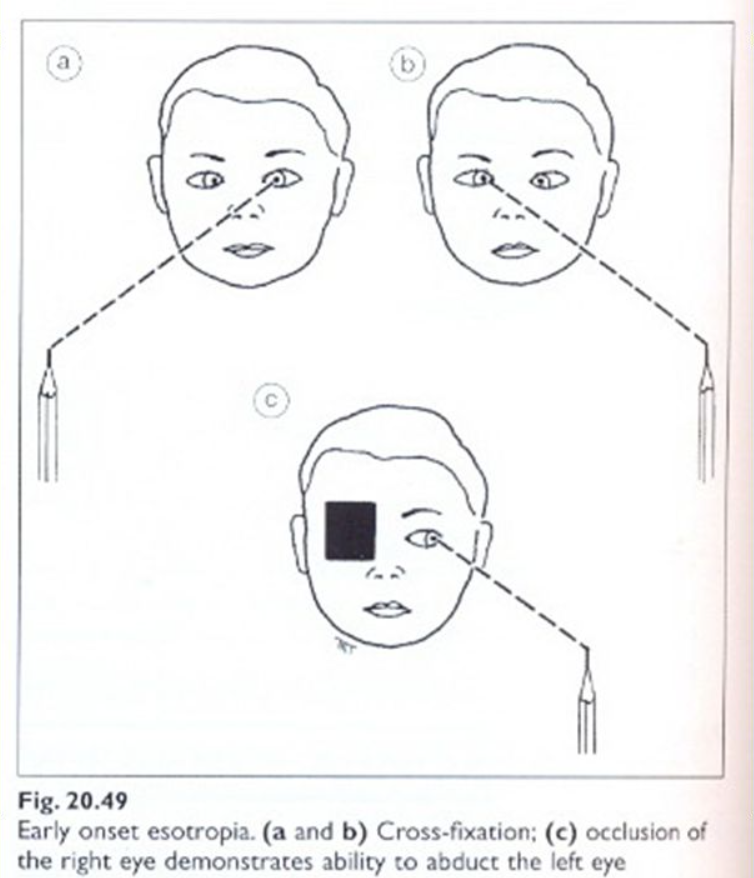 a
b
c
Fig. 20.49
Early onset esotropia. (a and b) Cross-fixation; (c) occlusion of
the right eye demonstrates ability to abduct the left eye